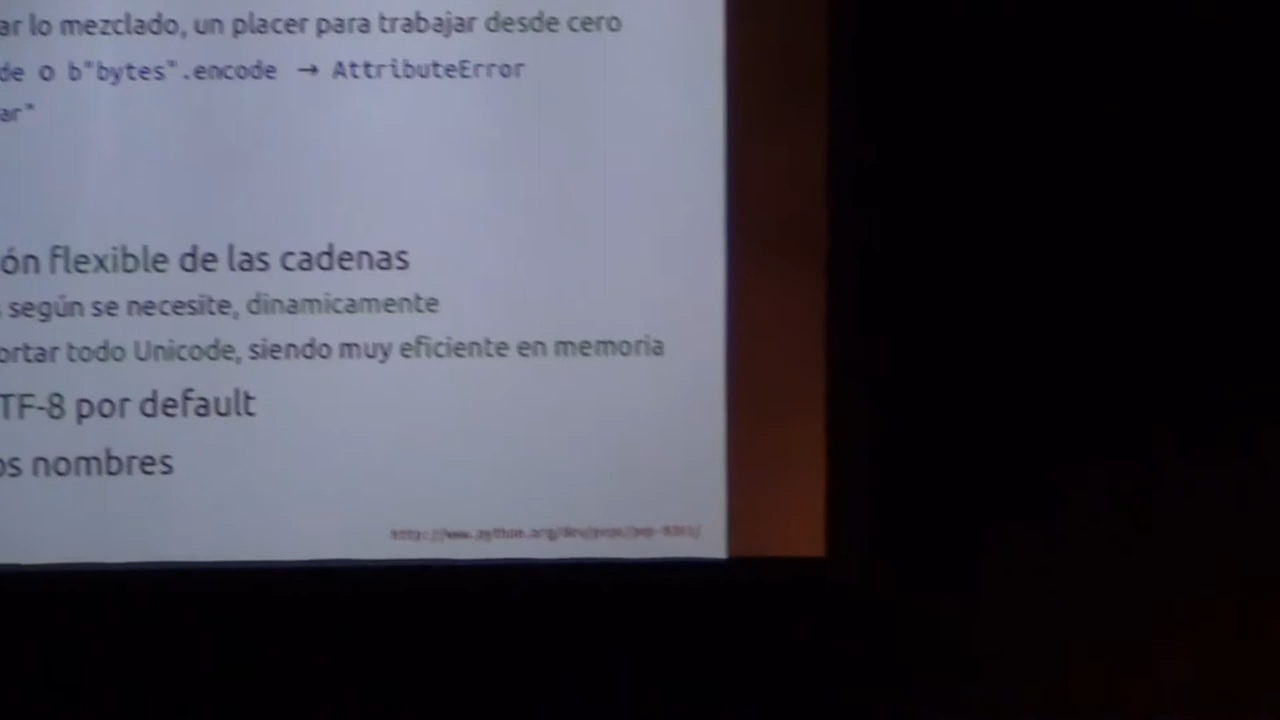 ar lo mezclado, un placer para trabajar desde cero
de o b"bytes".encode → AttributeError
ar"
ón flexible de las cadenas
según se necesite, dinamicamente
ortar todo Unicode, siendo muy eficiente en memoria
TF-8 por default
os nombres